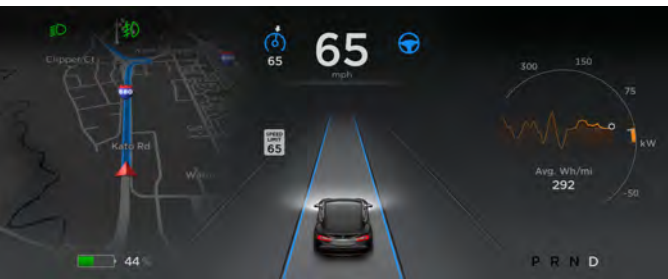 Clipper Ct
680
Kato Rd
44 %
65
65
mph
SPEED
LIMIT
65
300
150
75
kW
-50
Avg. Wh/mi
292
P R N D